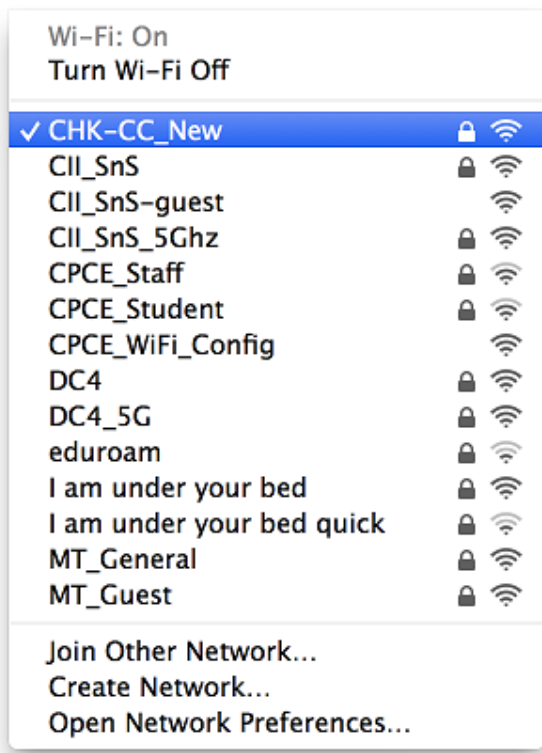 Wi-Fi: On
Turn Wi-Fi Off
✓ CHK-CC_New
CII_SnS
CII_SnS-guest
CII_SnS_5Ghz
CPCE_Staff
CPCE_Student
CPCE_WiFi_Config
DC4
DC4_5G
eduroam
I am under your bed
I am under your bed quick
MT_General
MT_Guest
Join Other Network...
Create Network...
Open Network Preferences...